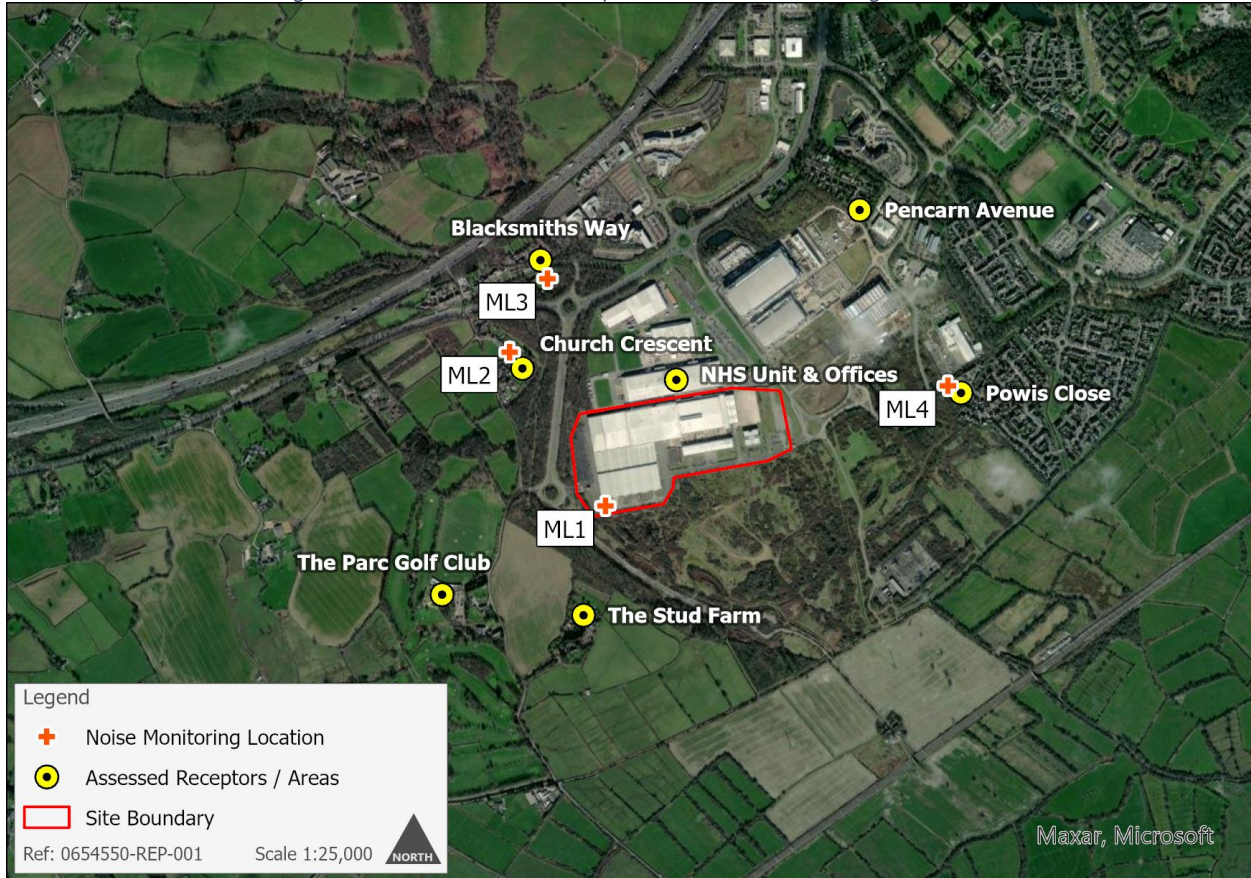 Blacksmiths Way
Pencarn Avenue
ML3
Church Crescent
ML2
NHS Unit & Offices
ML4
Powis Close
ML1
The Parc Golf Club
The Stud Farm
Legend
Noise Monitoring Location
Assessed Receptors / Areas
Site Boundary
Ref: 0654550-REP-001 Scale 1:25,000 NORTH
Maxar, Microsoft